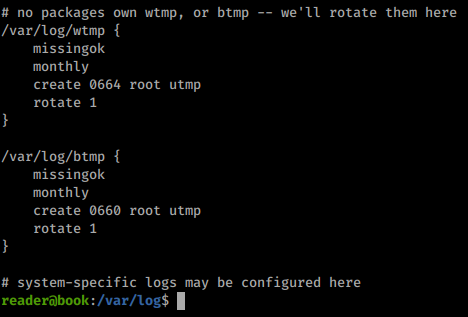 # no packages own wtmp, or btmp -- we'll rotate them here
/var/log/wtmp {
    missingok
    monthly
    create 0664 root utmp
    rotate 1
}

/var/log/btmp {
    missingok
    monthly
    create 0660 root utmp
    rotate 1
}

# system-specific logs may be configured here
reader@book:/var/log$